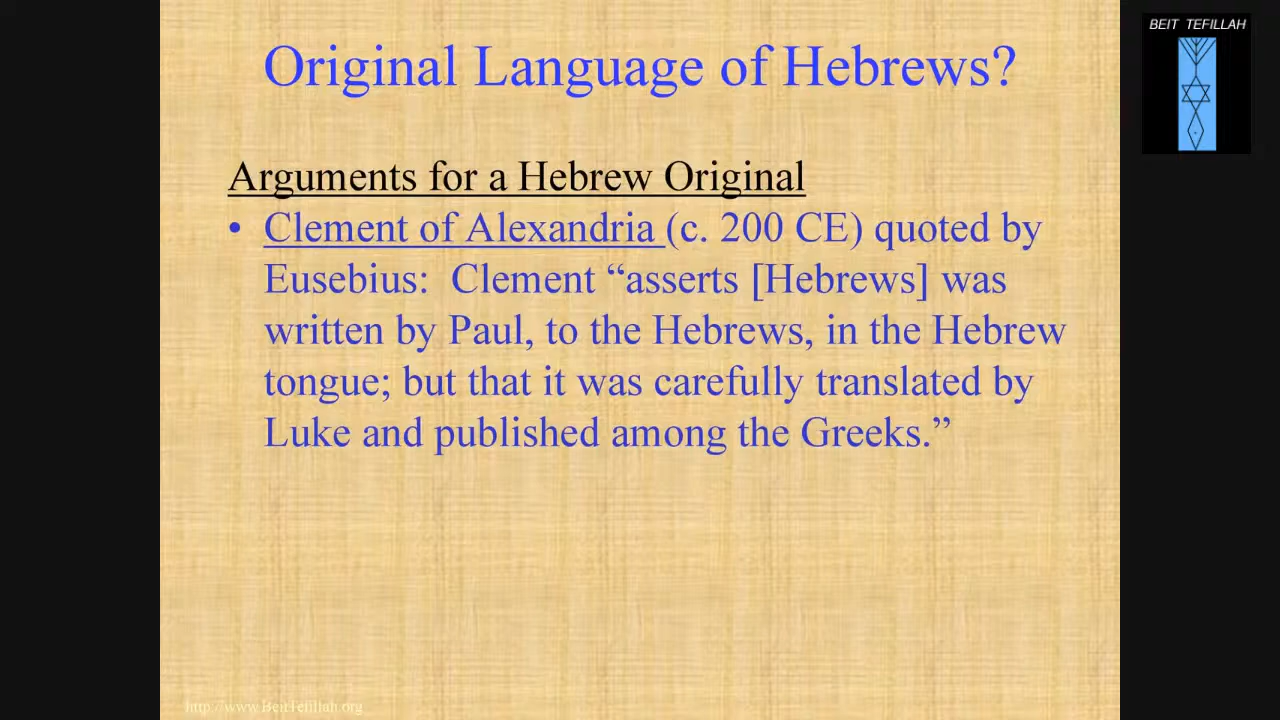 BEIT TEFILLAH
Original Language of Hebrews?
Arguments for a Hebrew Original
• Clement of Alexandria (c. 200 CE) quoted by
Eusebius: Clement “asserts [Hebrews] was
written by Paul, to the Hebrews, in the Hebrew
tongue; but that it was carefully translated by
Luke and published among the Greeks.”
http://www.BeitTefillah.org